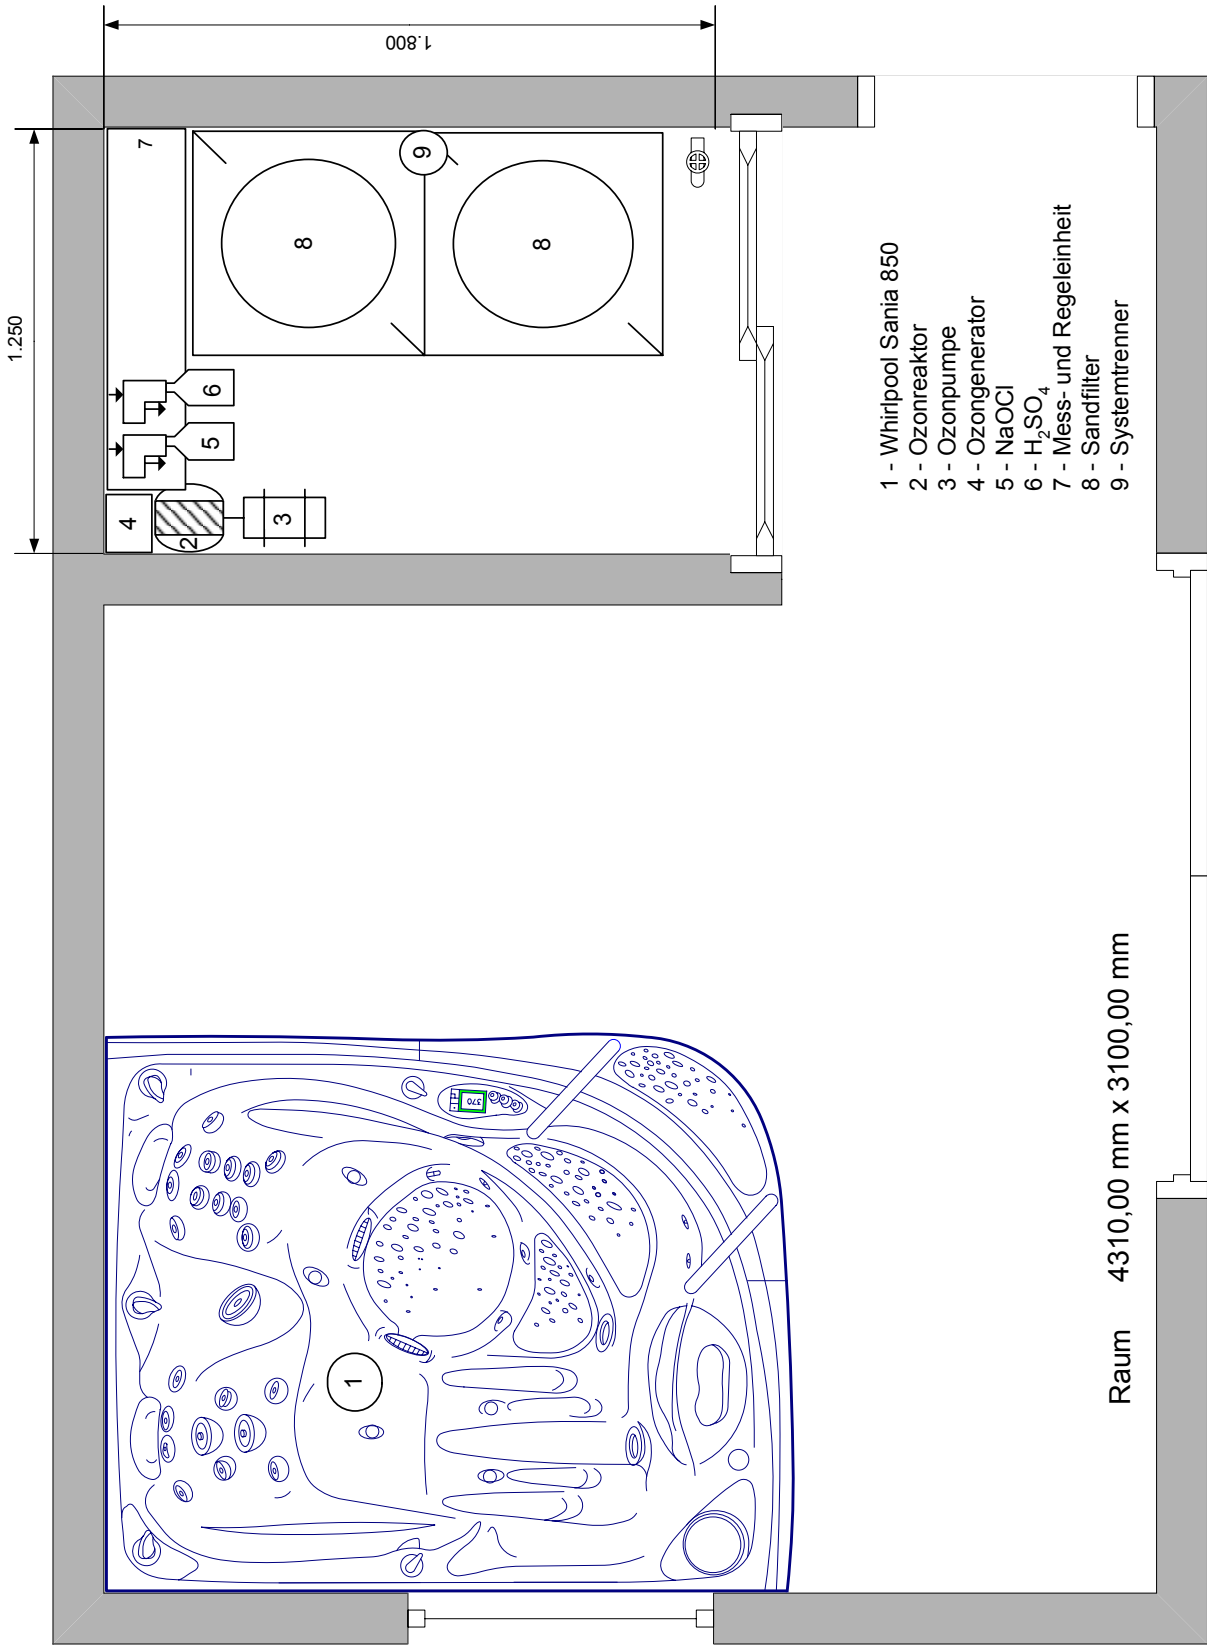 1.800
1.250
7
8
8
9
6
5
4
2
3
1 - Whirlpool Sania 850
2 - Ozonreaktor
3 - Ozonpumpe
4 - Ozongenerator
5 - NaOCl
6 - H₂SO₄
7 - Mess- und Regeleinheit
8 - Sandfilter
9 - Systemtrenner
370
1
Raum 4310,00 mm x 3100,00 mm